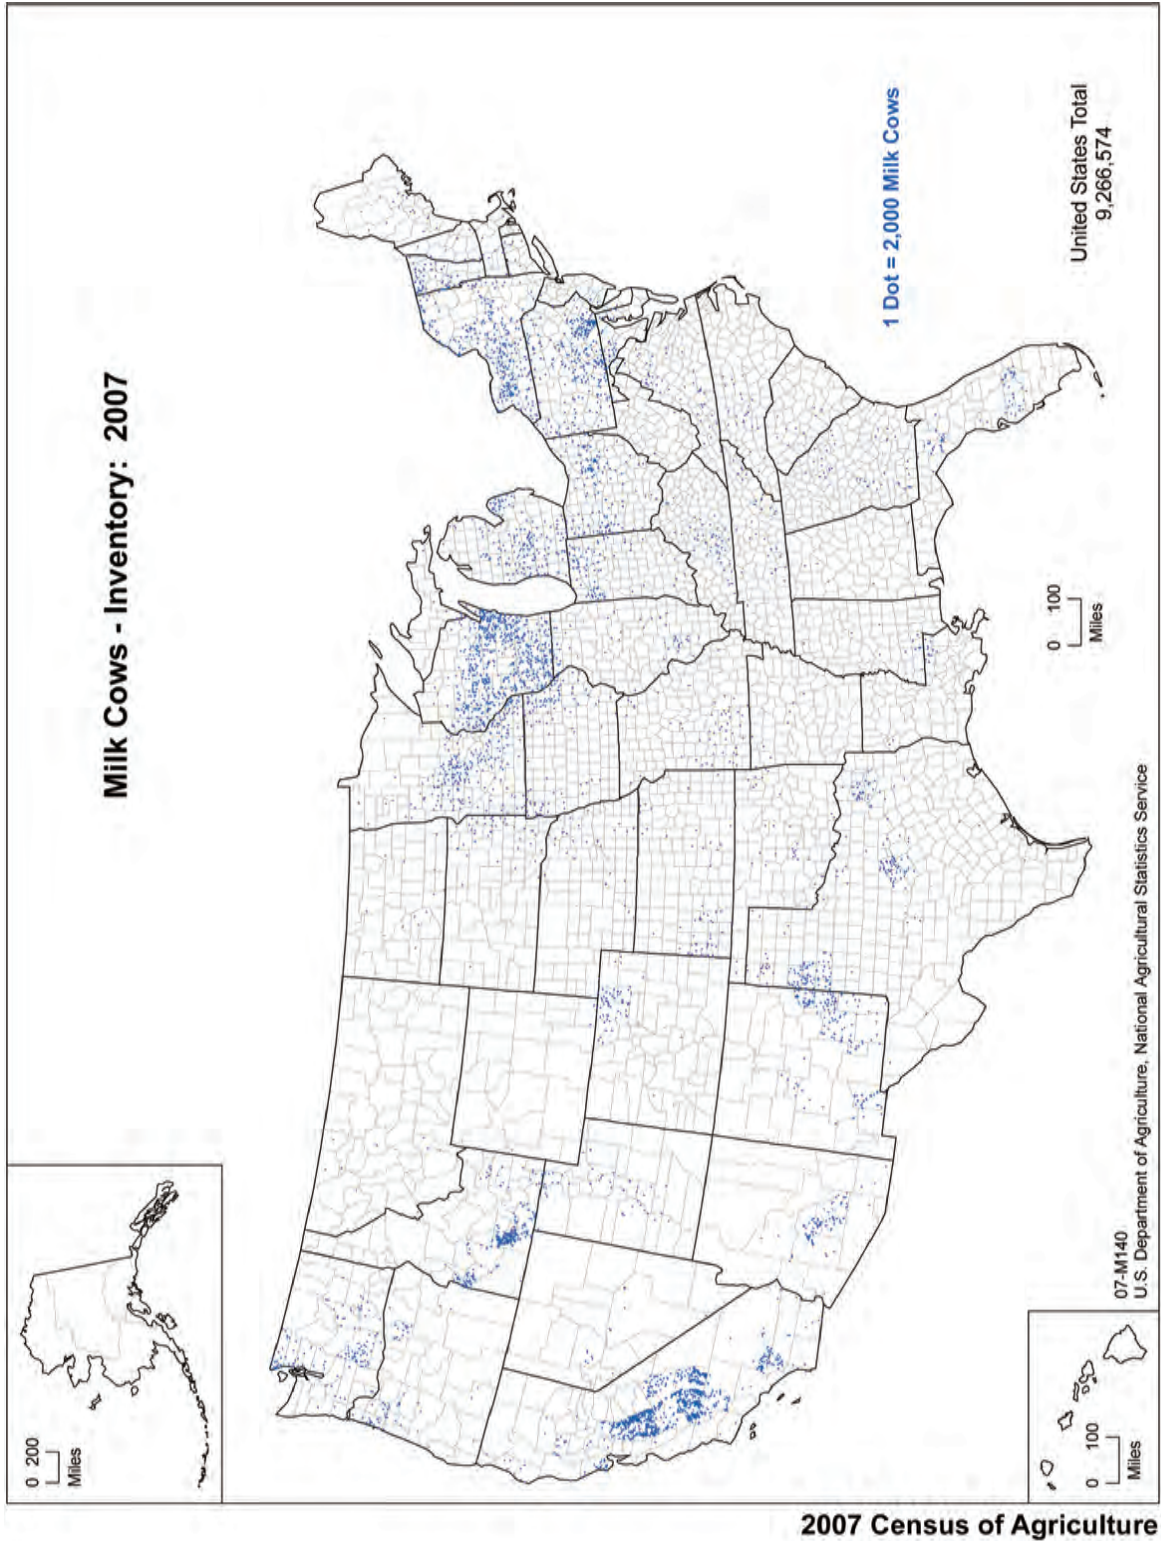 Milk Cows - Inventory: 2007
0 200
Miles
1 Dot = 2,000 Milk Cows
United States Total
9,266,574
0 100
Miles
0 100
Miles
07-M140
U.S. Department of Agriculture, National Agricultural Statistics Service
2007 Census of Agriculture